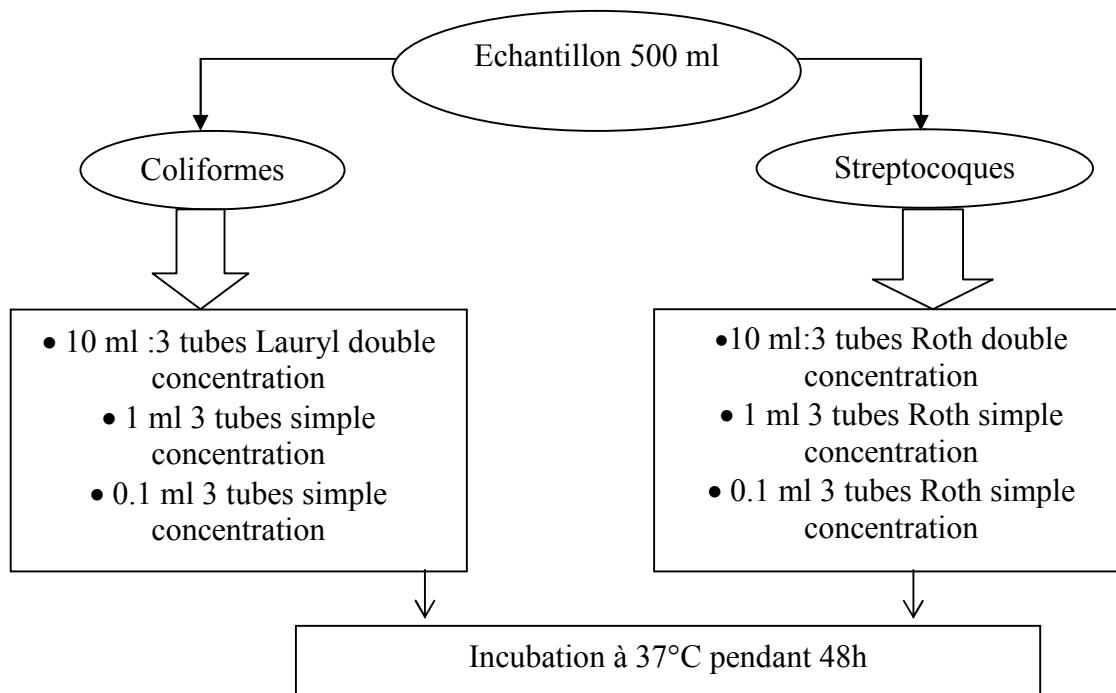 Echantillon 500 ml
Coliformes
Streptocoques
• 10 ml :3 tubes Lauryl double
concentration
• 1 ml 3 tubes simple
concentration
• 0.1 ml 3 tubes simple
concentration
•10 ml:3 tubes Roth double
concentration
• 1 ml 3 tubes Roth simple
concentration
• 0.1 ml 3 tubes Roth simple
concentration
Incubation à 37°C pendant 48h